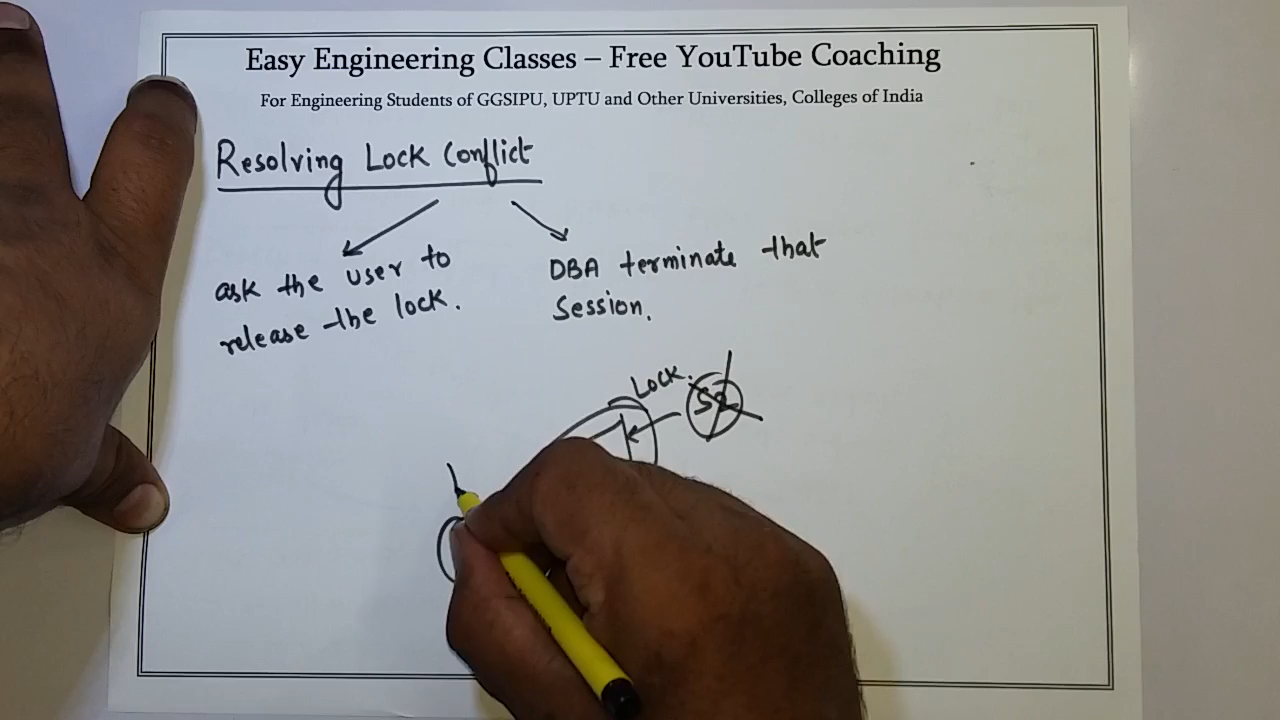 Easy Engineering Classes – Free YouTube Coaching
For Engineering Students of GGSIPU, UPTU and Other Universities, Colleges of India
Resolving Lock Conflict
ask the user to
release the lock.
DBA terminate that
Session.
Lock.
S2